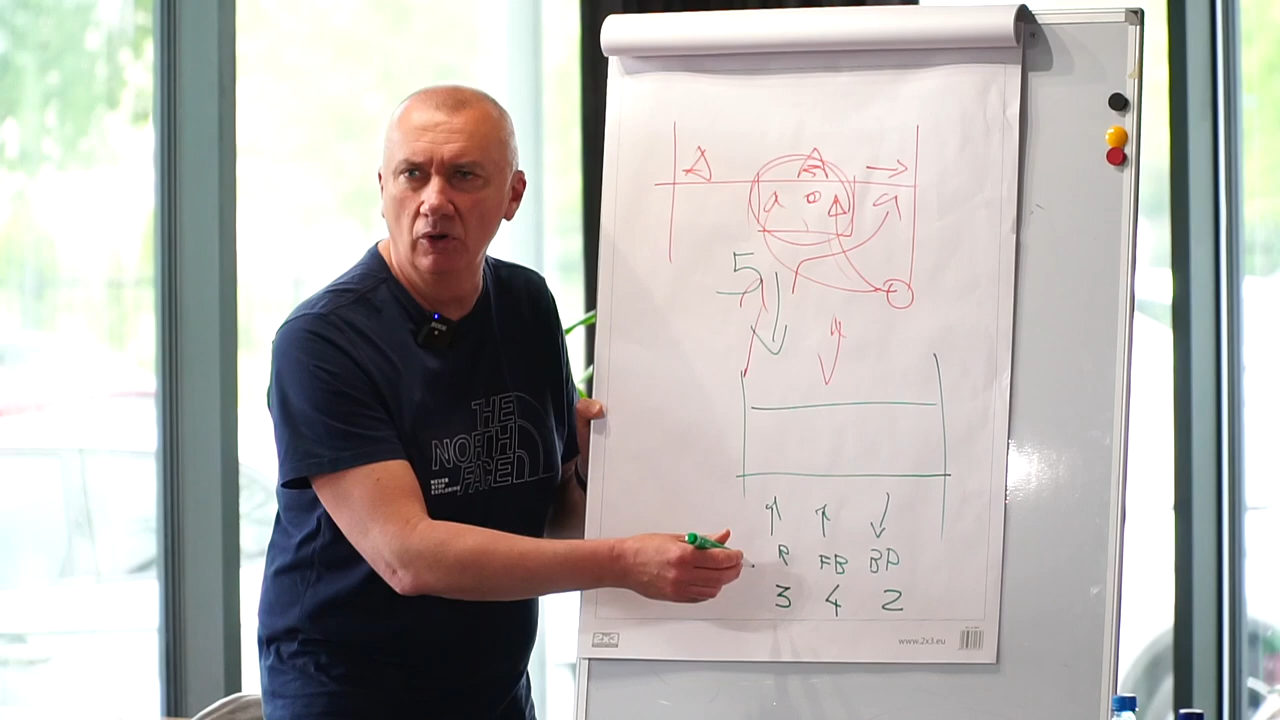 THE
NORTH
FACE
NEVER
STOP
EXPLORING
5
R FB BP
3 4 2
2x3
www.2x3.eu